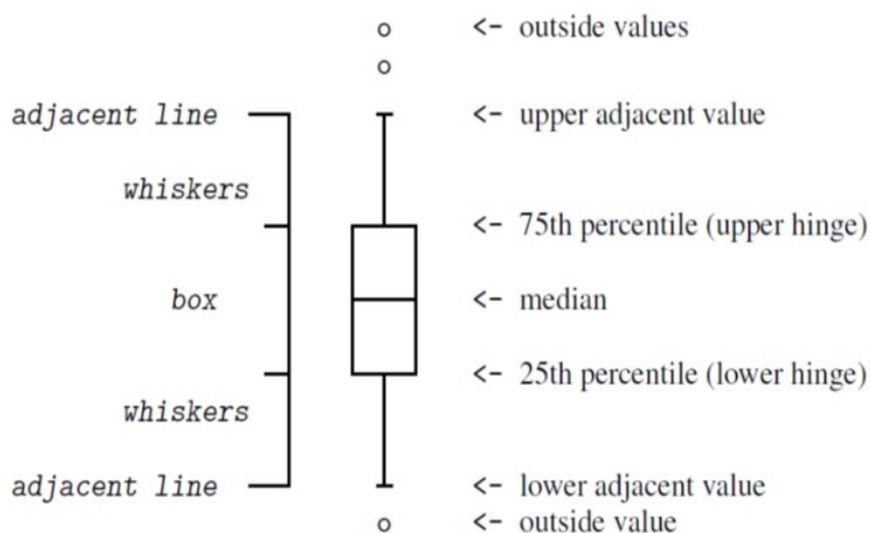 <- outside values
adjacent line <- upper adjacent value
whiskers
<- 75th percentile (upper hinge)
box <- median
<- 25th percentile (lower hinge)
whiskers
adjacent line <- lower adjacent value
<- outside value